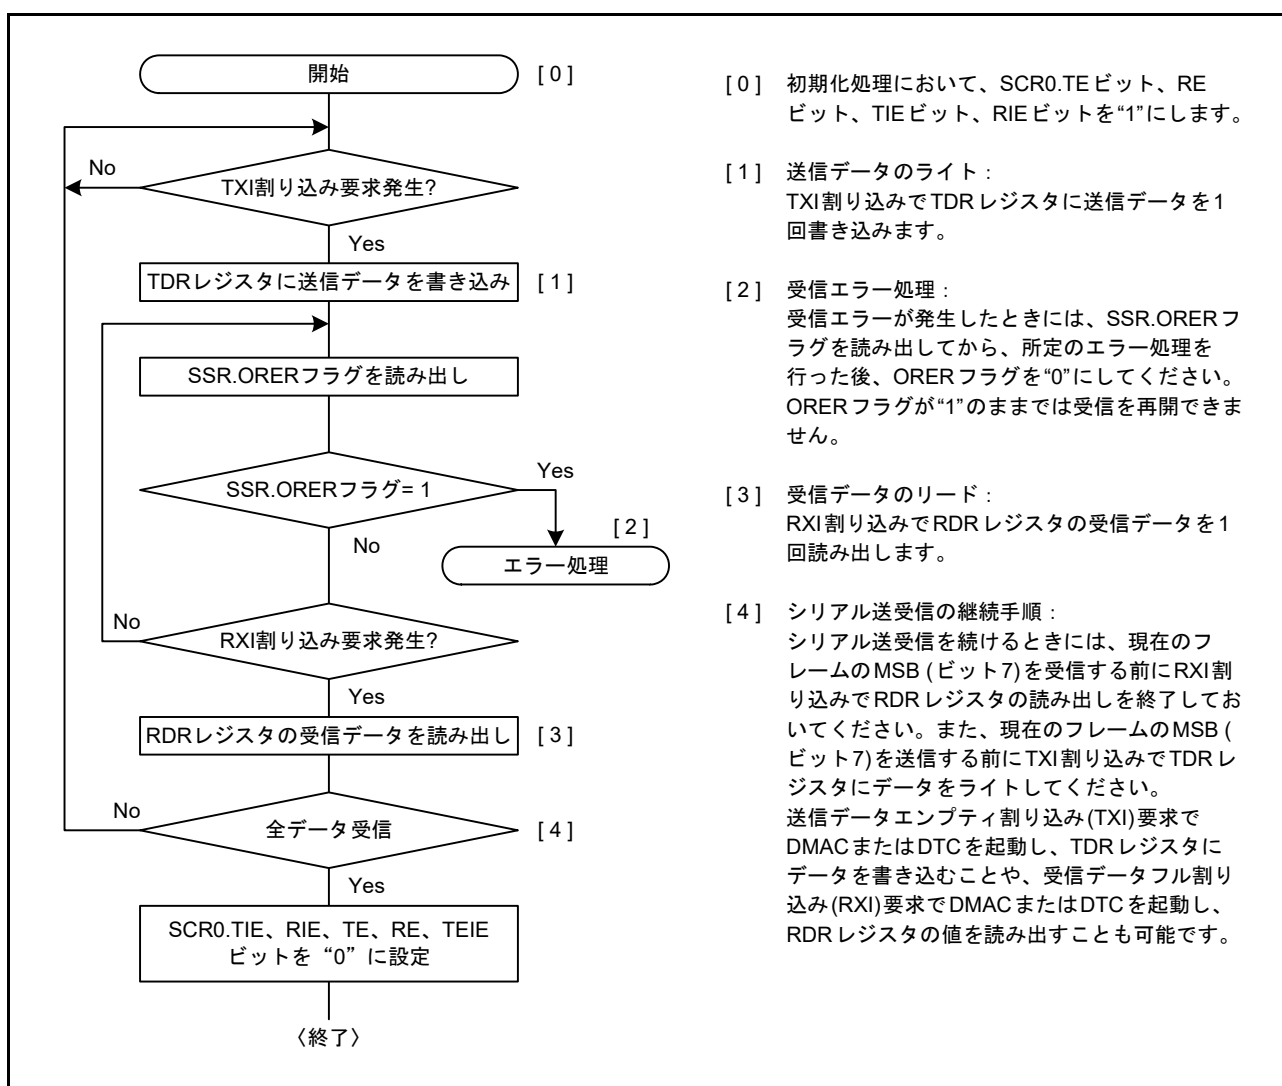 開始
[ 0 ]
No
TXI割り込み要求発生?
Yes
TDRレジスタに送信データを書き込み
[ 1 ]
SSR.ORERフラグを読み出し
SSR.ORERフラグ= 1
Yes
[ 2 ]
No
エラー処理
No
RXI割り込み要求発生?
Yes
RDRレジスタの受信データを読み出し
[ 3 ]
No
全データ受信
[ 4 ]
Yes
SCR0.TIE、RIE、TE、RE、TEIE
ビットを“0”に設定
〈終了〉
[ 0 ] 初期化処理において、SCR0.TEビット、RE
ビット、TIEビット、RIEビットを“1”にします。
[ 1 ] 送信データのライト:
TXI割り込みでTDRレジスタに送信データを1
回書き込みます。
[ 2 ] 受信エラー処理:
受信エラーが発生したときには、SSR.ORERフ
ラグを読み出してから、所定のエラー処理を
行った後、ORERフラグを“0”にしてください。
ORERフラグが“1”のままでは受信を再開できま
せん。
[ 3 ] 受信データのリード:
RXI割り込みでRDRレジスタの受信データを1
回読み出します。
[ 4 ] シリアル送受信の継続手順:
シリアル送受信を続けるときには、現在のフ
レームのMSB (ビット7)を受信する前にRXI割
り込みでRDRレジスタの読み出しを終了してお
いてください。また、現在のフレームのMSB (
ビット7)を送信する前にTXI割り込みでTDRレ
ジスタにデータをライトしてください。
送信データエンプティ割り込み(TXI)要求で
DMACまたはDTCを起動し、TDRレジスタに
データを書き込むことや、受信データフル割り
込み(RXI)要求でDMACまたはDTCを起動し、
RDRレジスタの値を読み出すことも可能です。